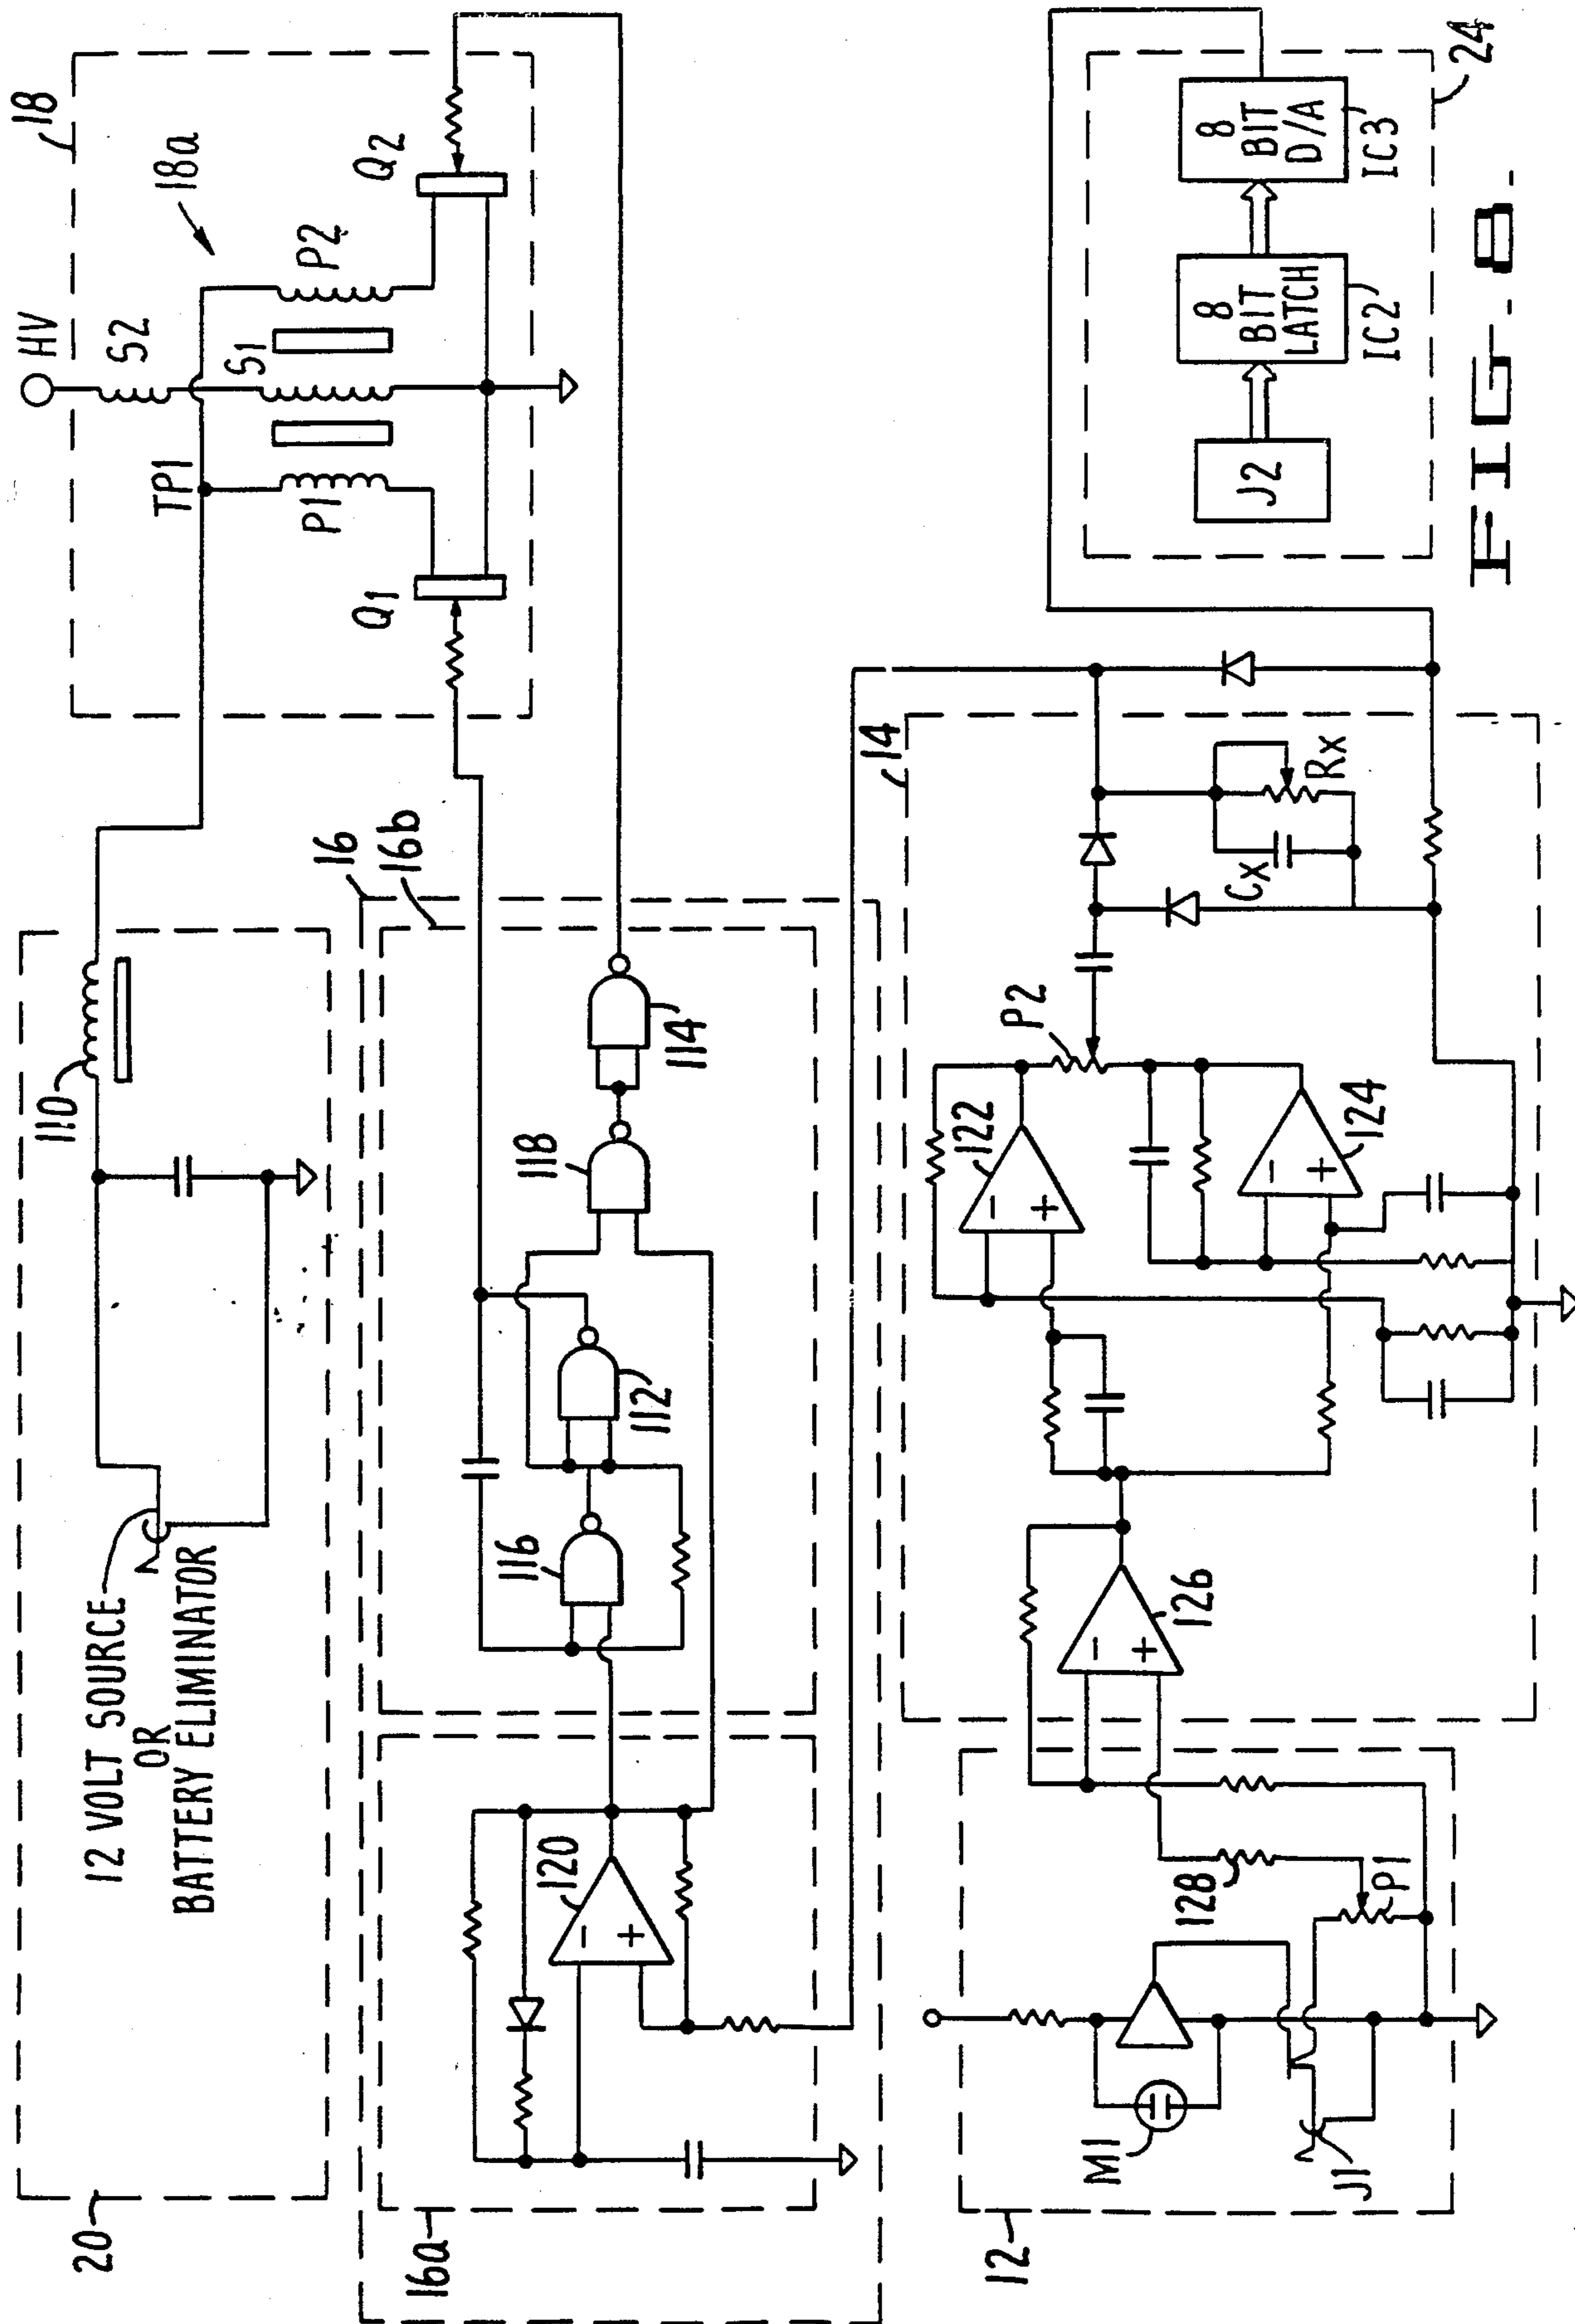 18
HV
S2
18a
S1
P2
TP1
P1
Q1
Q2
110
12 VOLT SOURCE
OR
BATTERY ELIMINATOR
20
16
16b
116
112
118
114
120
−
+
16a
14
122
−
+
P2
CX
RX
124
−
+
126
−
+
128
P1
M1
J1
12
J2
8
BIT
LATCH
IC2
8
BIT
D/A
IC3
24
FIG. 8.